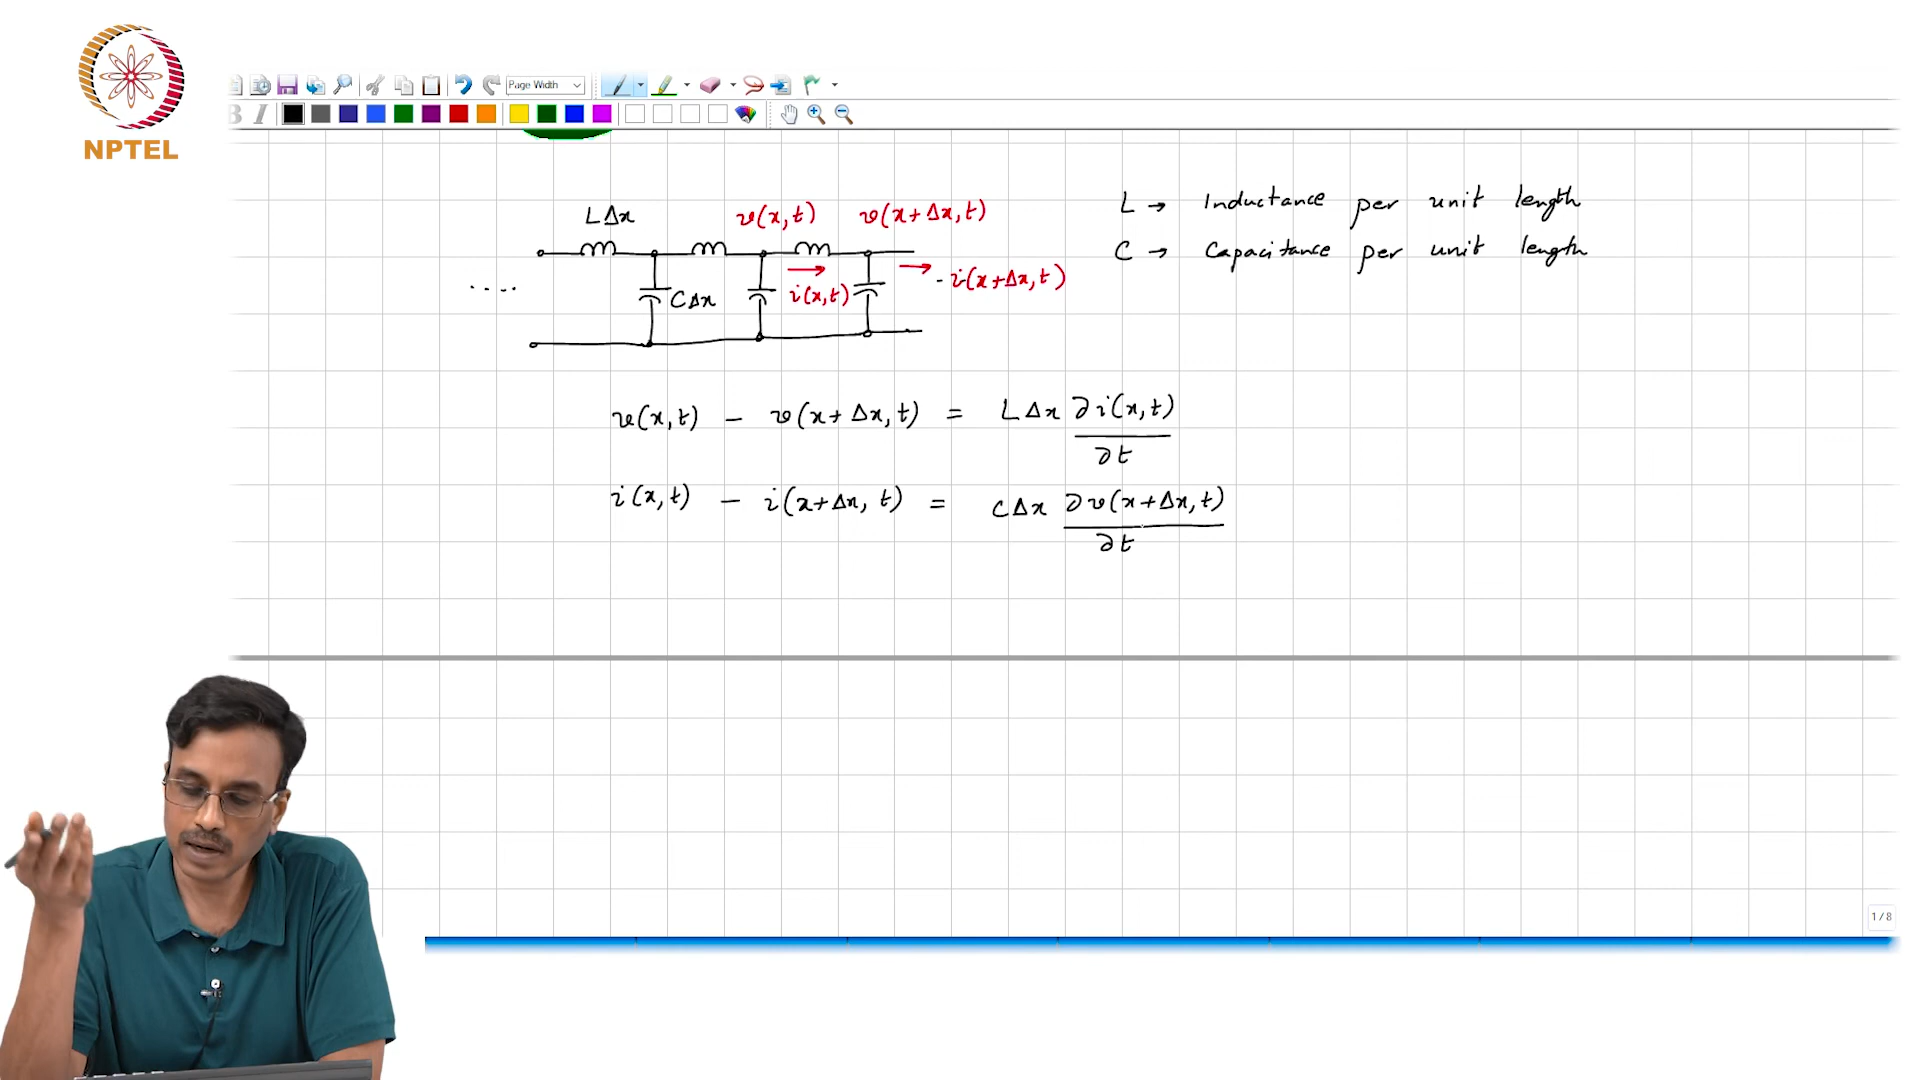 NPTEL
Page Width
B I
LΔx
v(x,t)
v(x+Δx,t)
L → Inductance per unit length
C → Capacitance per unit length
....
CΔx
i(x,t)
i(x+Δx,t)
v(x,t) - v(x+Δx,t) = LΔx ∂i(x,t)
∂t
i(x,t) - i(x+Δx, t) = CΔx ∂v(x+Δx,t)
∂t
1/8